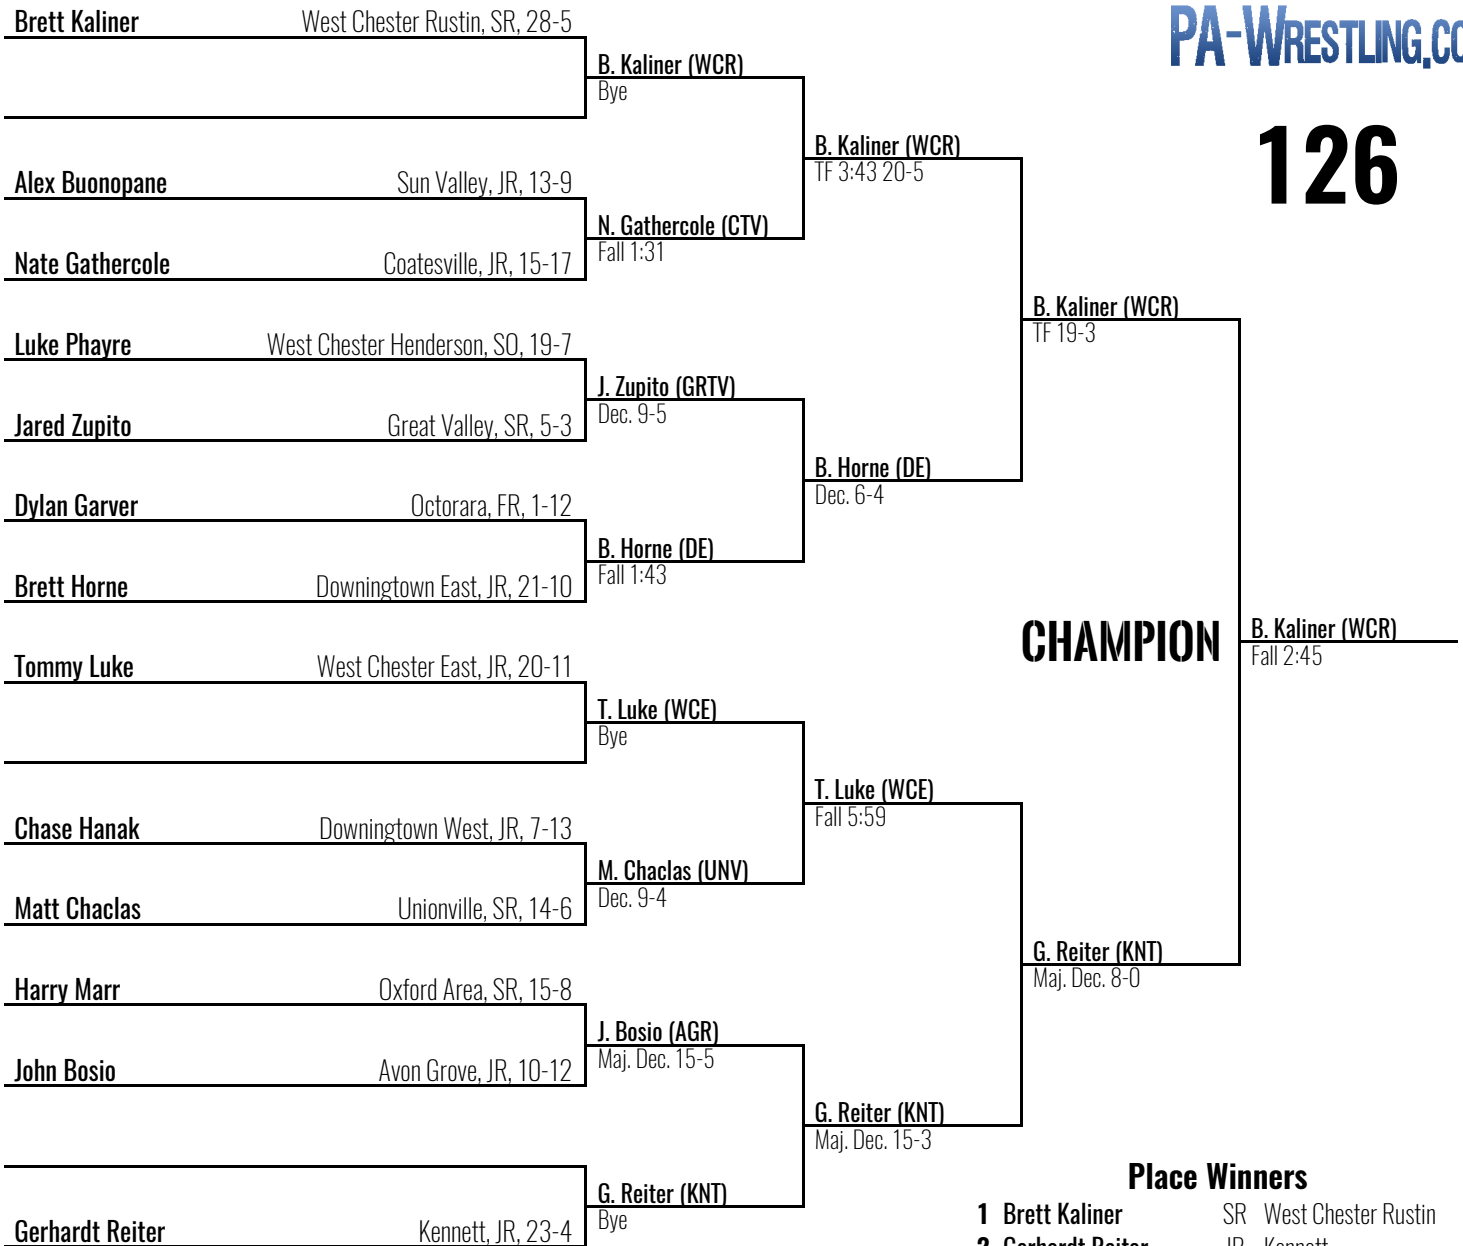 PA-WRESTLING.CO
126
Brett Kaliner West Chester Rustin, SR, 28-5
B. Kaliner (WCR)
Bye
B. Kaliner (WCR)
TF 3:43 20-5
Alex Buonopane Sun Valley, JR, 13-9
N. Gathercole (CTV)
Fall 1:31
Nate Gathercole Coatesville, JR, 15-17
B. Kaliner (WCR)
TF 19-3
Luke Phayre West Chester Henderson, SO, 19-7
J. Zupito (GRTV)
Dec. 9-5
Jared Zupito Great Valley, SR, 5-3
B. Horne (DE)
Dec. 6-4
Dylan Garver Octorara, FR, 1-12
B. Horne (DE)
Fall 1:43
Brett Horne Downingtown East, JR, 21-10
CHAMPION
B. Kaliner (WCR)
Fall 2:45
Tommy Luke West Chester East, JR, 20-11
T. Luke (WCE)
Bye
T. Luke (WCE)
Fall 5:59
Chase Hanak Downingtown West, JR, 7-13
M. Chaclas (UNV)
Dec. 9-4
Matt Chaclas Unionville, SR, 14-6
G. Reiter (KNT)
Maj. Dec. 8-0
Harry Marr Oxford Area, SR, 15-8
J. Bosio (AGR)
Maj. Dec. 15-5
John Bosio Avon Grove, JR, 10-12
G. Reiter (KNT)
Maj. Dec. 15-3
G. Reiter (KNT)
Bye
Gerhardt Reiter Kennett, JR, 23-4
Place Winners
1 Brett Kaliner SR West Chester Rustin
2 Gerhardt Reiter JR Kennett